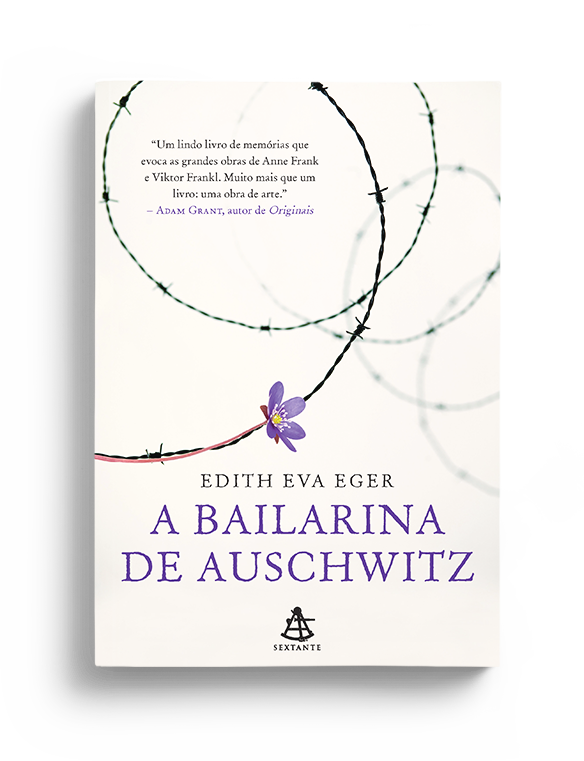 “Um lindo livro de memórias que
evoca as grandes obras de Anne Frank
e Viktor Frankl. Muito mais que um
livro: uma obra de arte.”
– Adam Grant, autor de Originais
EDITH EVA EGER
A BAILARINA
DE AUSCHWITZ
SEXTANTE